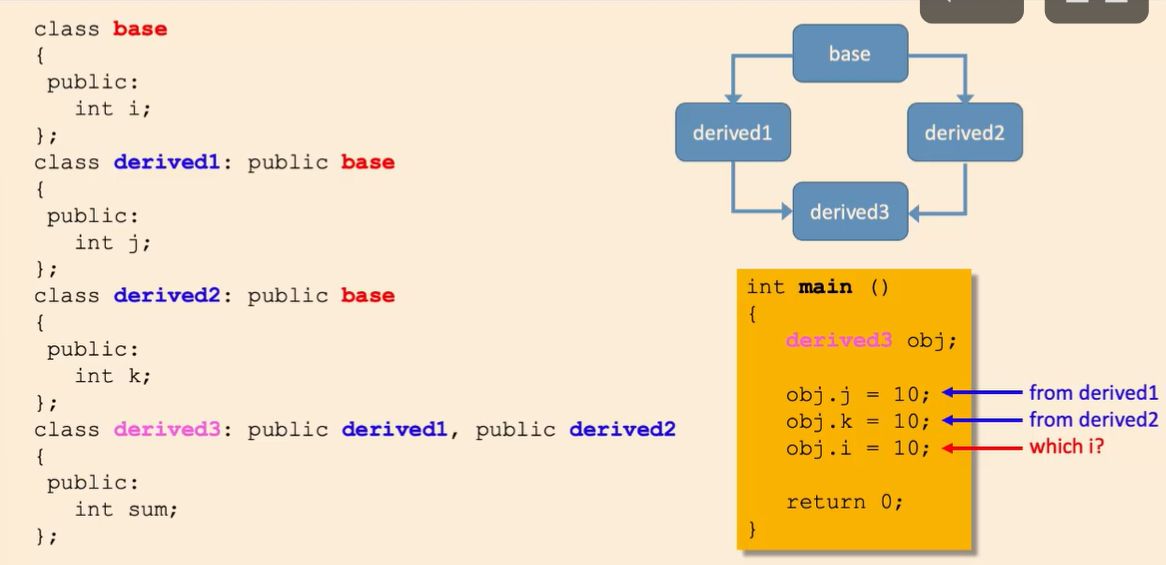 class base
{
public:
int i;
};
class derived1: public base
{
public:
int j;
};
class derived2: public base
{
public:
int k;
};
class derived3: public derived1, public derived2
{
public:
int sum;
};
base
derived1
derived2
derived3
int main ()
{
derived3 obj;
obj.j = 10; from derived1
obj.k = 10; from derived2
obj.i = 10; which i?
return 0;
}